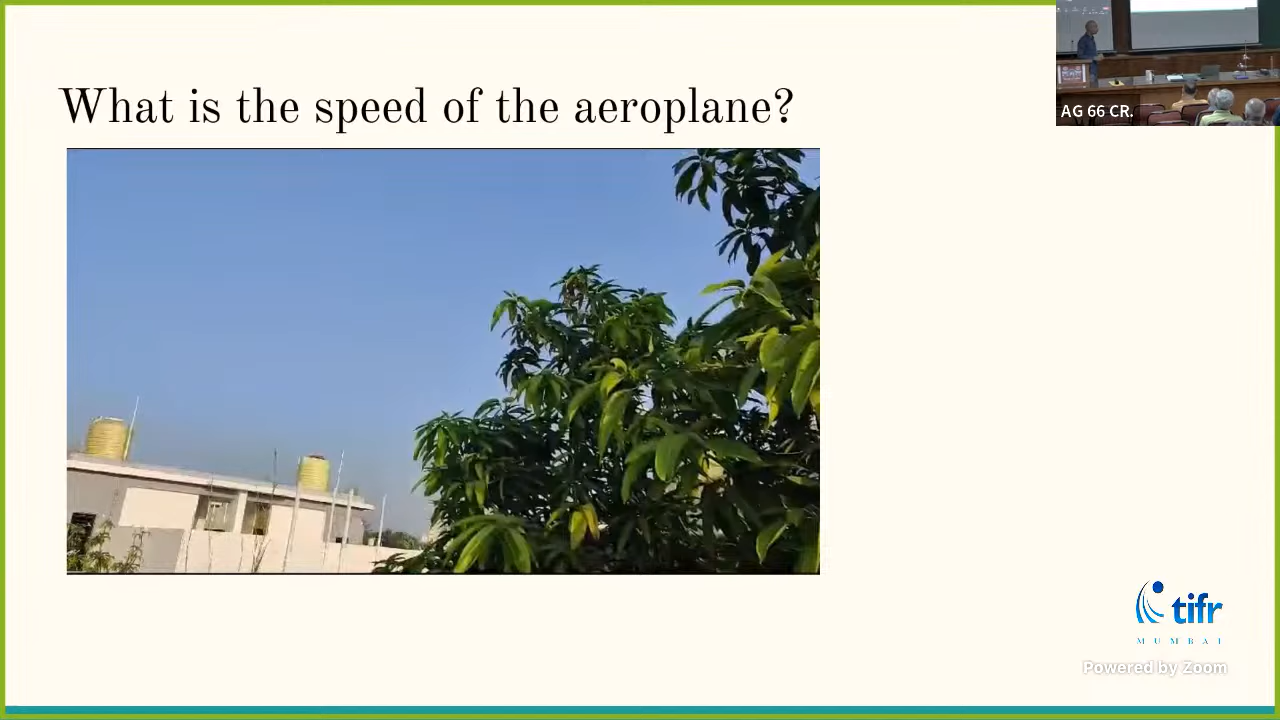 What is the speed of the aeroplane?
AG 66 CR.
tifr
MUMBAI
Powered by Zoom